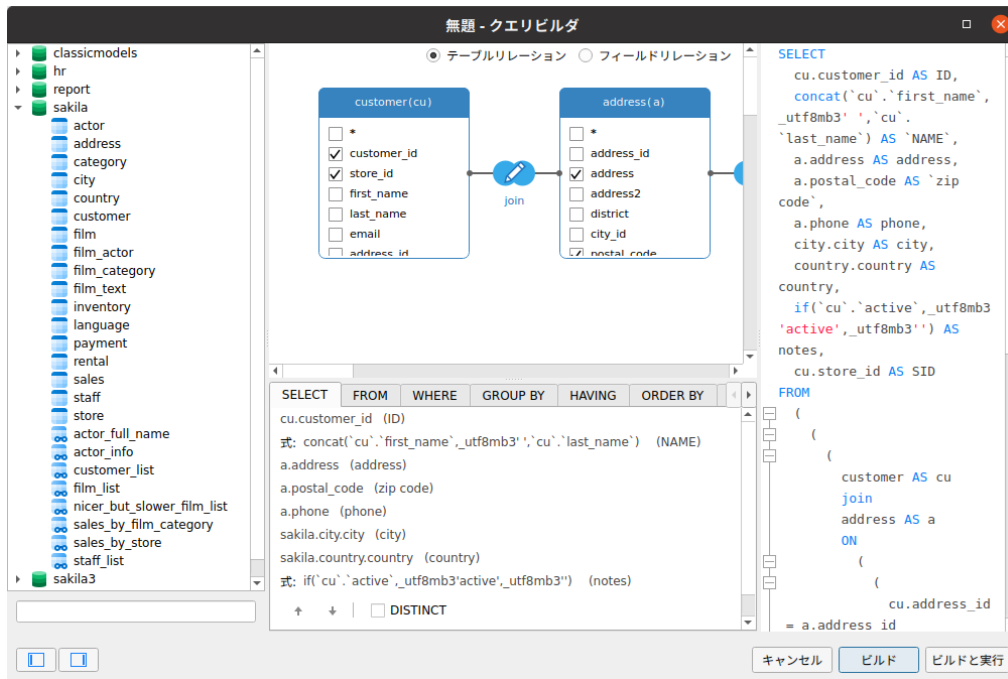 無題 - クエリビルダ
classicmodels
hr
report
sakila
actor
address
category
city
country
customer
film
film_actor
film_category
film_text
inventory
language
payment
rental
sales
staff
store
actor_full_name
actor_info
customer_list
film_list
nicer_but_slower_film_list
sales_by_film_category
sales_by_store
staff_list
sakila3
テーブルリレーション フィールドリレーション
customer(cu)
*
customer_id
store_id
first_name
last_name
email
address_id
join
address(a)
*
address_id
address
address2
district
city_id
postal_code
SELECT FROM WHERE GROUP BY HAVING ORDER BY
cu.customer_id (ID)
式: concat(`cu`.`first_name`,_utf8mb3' ',`cu`.`last_name`) (NAME)
a.address (address)
a.postal_code (zip code)
a.phone (phone)
sakila.city.city (city)
sakila.country.country (country)
式: if(`cu`.`active`,_utf8mb3'active',_utf8mb3'') (notes)
DISTINCT
SELECT
cu.customer_id AS ID,
concat(`cu`.`first_name`,
_utf8mb3' ',`cu`.
`last_name`) AS `NAME`,
a.address AS address,
a.postal_code AS `zip
code`,
a.phone AS phone,
city.city AS city,
country.country AS
country,
if(`cu`.`active`,_utf8mb3
'active',_utf8mb3'') AS
notes,
cu.store_id AS SID
FROM
(
(
(
customer AS cu
join
address AS a
ON
(
(
cu.address_id
= a.address_id
キャンセル ビルド ビルドと実行